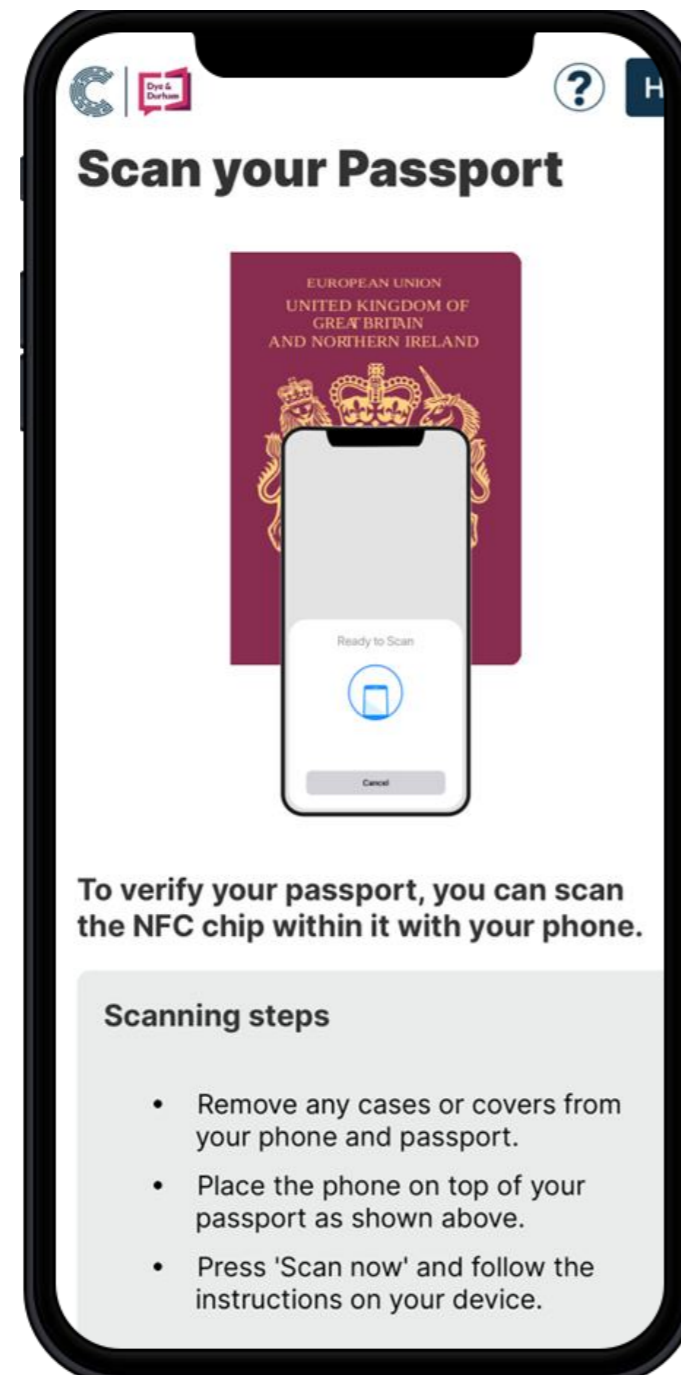 Dye &
Durham
?
H
Scan your Passport
EUROPEAN UNION
UNITED KINGDOM OF
GREAT BRITAIN
AND NORTHERN IRELAND
Ready to Scan
Cancel
To verify your passport, you can scan
the NFC chip within it with your phone.
Scanning steps
• Remove any cases or covers from
your phone and passport.
• Place the phone on top of your
passport as shown above.
• Press 'Scan now' and follow the
instructions on your device.